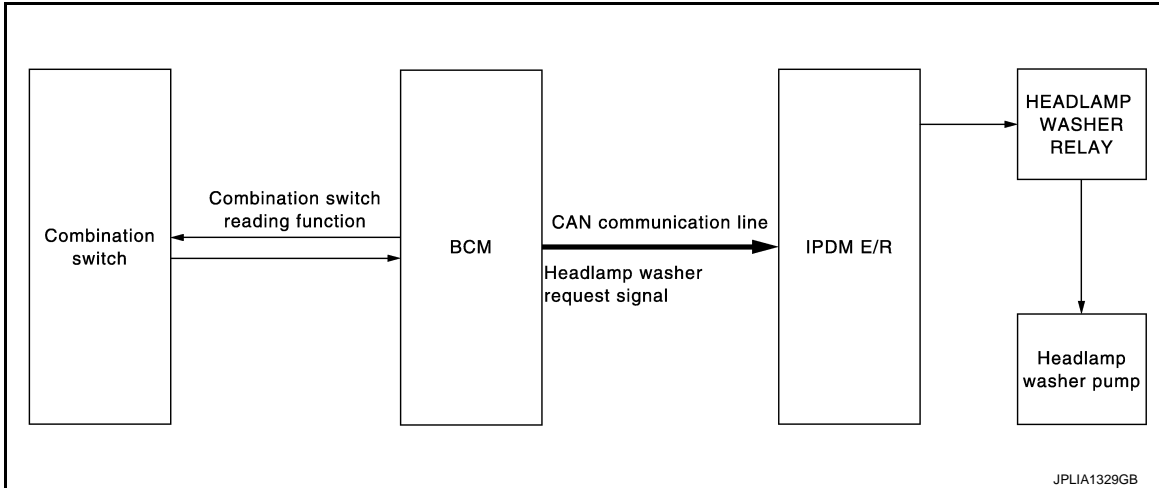 Combination
switch
Combination switch
reading function
BCM
CAN communication line
Headlamp washer
request signal
IPDM E/R
HEADLAMP
WASHER
RELAY
Headlamp
washer pump
JPLIA1329GB